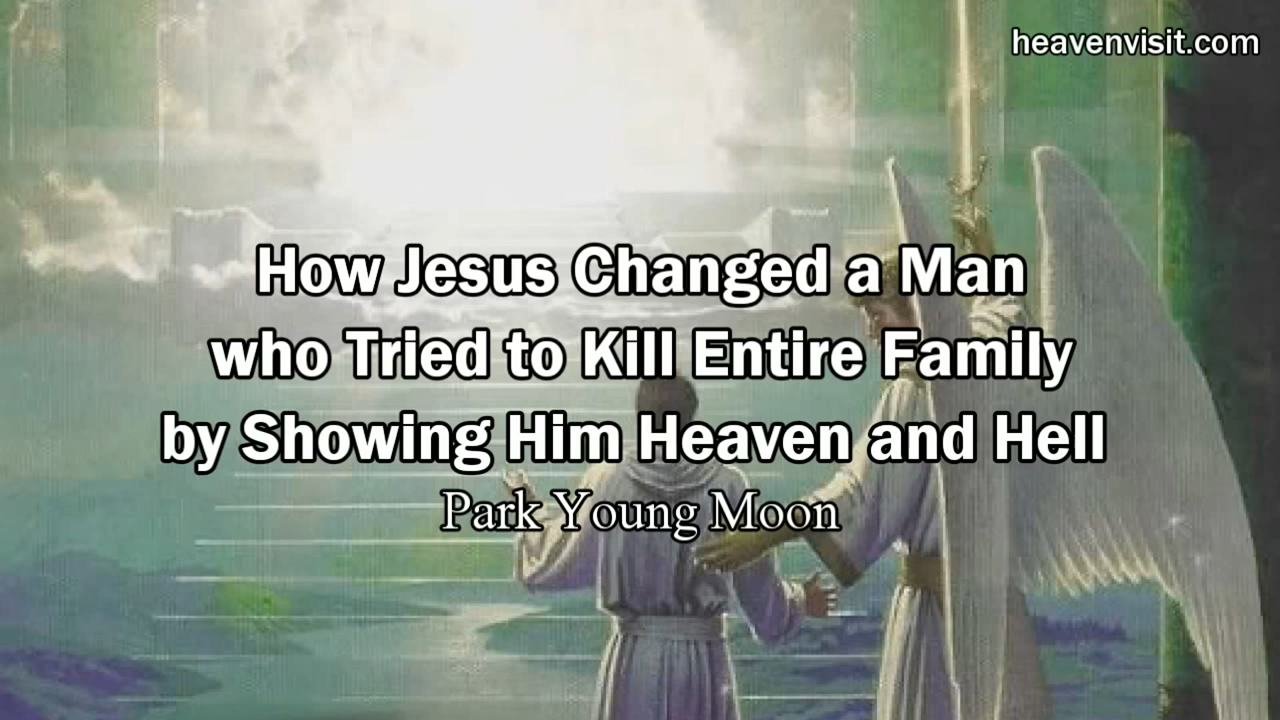 heavenvisit.com
How Jesus Changed a Man
who Tried to Kill Entire Family
by Showing Him Heaven and Hell
Park Young Moon